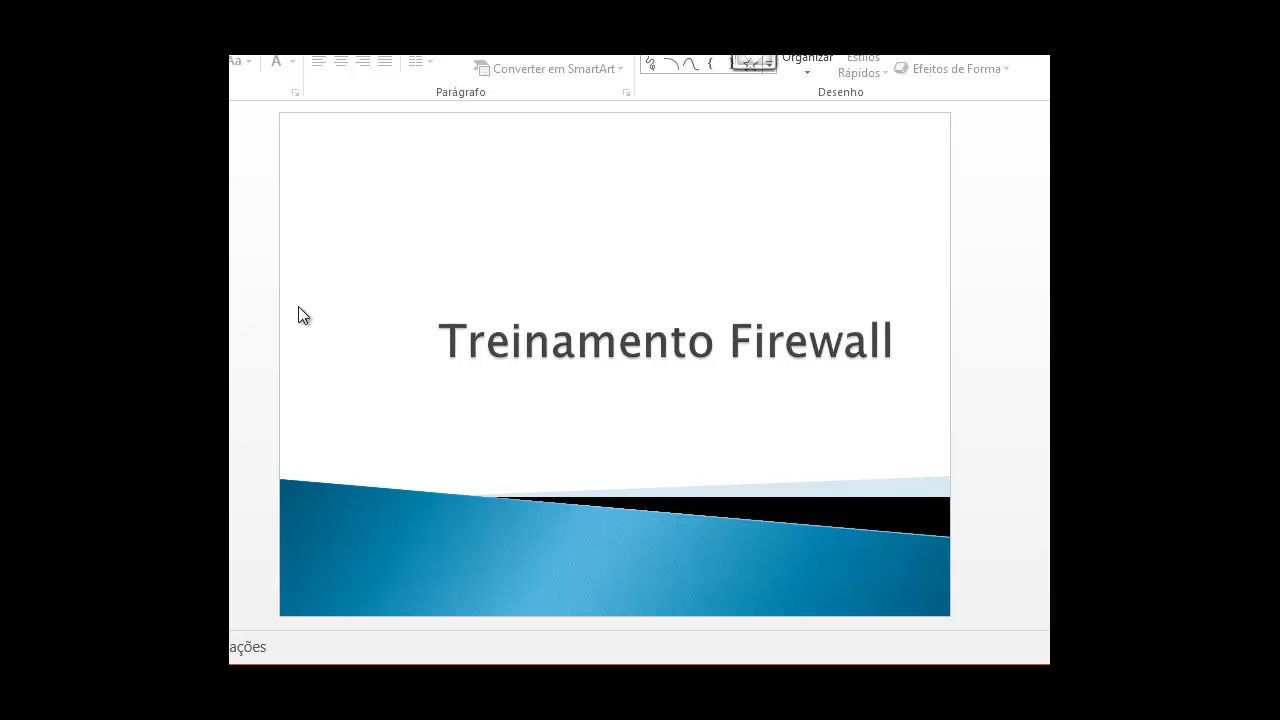 Aa A Converter em SmartArt Organizar Estilos
Rápidos Efeitos de Forma
Parágrafo Desenho
Treinamento Firewall
ações